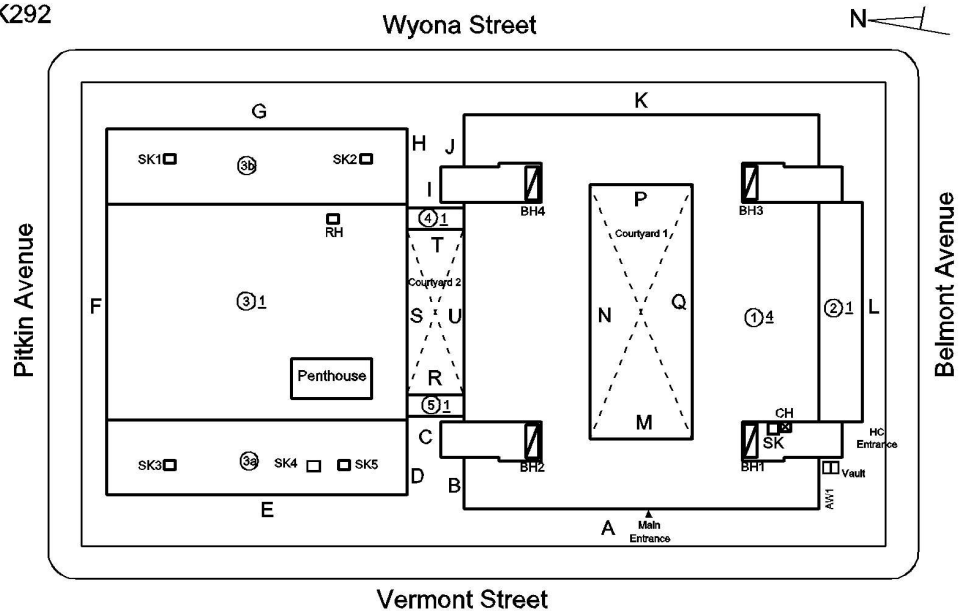 K292
Wyona Street
N
G
K
SK1
3b
SK2
H
J
I
BH4
BH3
P
RH
4 1
Courtyard 1
T
Courtyard 2
Pitkin Avenue
F
3 1
S
U
N
Q
1 4
2 1
L
Belmont Avenue
Penthouse
R
5 1
M
C
CH
SK
HC
Entrance
SK3
3a
SK4
SK5
D
B
BH2
BH1
Vault
AW1
E
A
Main
Entrance
Vermont Street